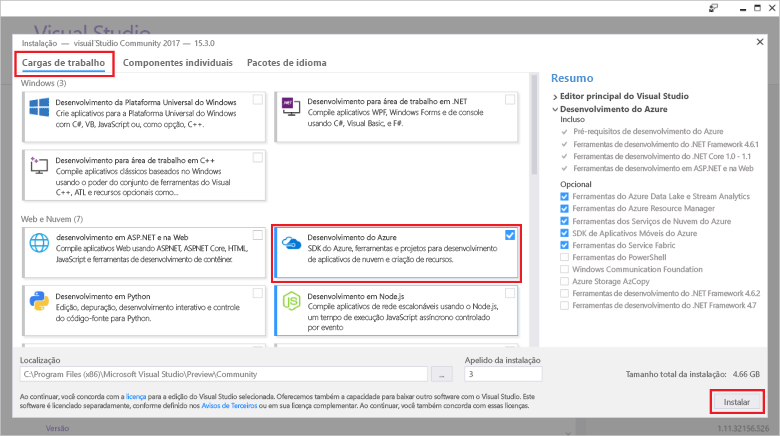 Visual Studio
Instalação — visual Studio Community 2017 — 15.3.0
Cargas de trabalho
Componentes individuais
Pacotes de idioma
Windows (3)
Desenvolvimento da Plataforma Universal do Windows
Crie aplicativos para a Plataforma Universal do Windows
com C#, VB, JavaScript ou, como opção, C++.
.NET
Desenvolvimento para área de trabalho em .NET
Compile aplicativos WPF, Windows Forms e de console
usando C#, Visual Basic, e F#.
Desenvolvimento para área de trabalho em C++
Compile aplicativos clássicos baseados no Windows
usando o poder do conjunto de ferramentas do Visual
C++, ATL e recursos opcionais como...
Web e Nuvem (7)
desenvolvimento em ASP.NET e na Web
Compile aplicativos Web usando ASP.NET, ASP.NET Core, HTML,
JavaScript e ferramentas de desenvolvimento de contêiner.
Desenvolvimento do Azure
SDK do Azure, ferramentas e projetos para desenvolvimento
de aplicativos de nuvem e criação de recursos.
Desenvolvimento em Python
Edição, depuração, desenvolvimento interativo e controle
do código-fonte para Python.
JS
Desenvolvimento em Node.js
Compile aplicativos de rede escalonáveis usando o Node.js,
um tempo de execução JavaScript assíncrono controlado
por evento
Resumo
Editor principal do Visual Studio
Desenvolvimento do Azure
Incluso
Pré-requisitos de desenvolvimento do Azure
Ferramentas de desenvolvimento do .NET Framework 4.6.1
Ferramentas de desenvolvimento do .NET Core 1.0 - 1.1
Ferramentas de desenvolvimento em ASP.NET e na Web
Opcional
Ferramentas do Azure Data Lake e Stream Analytics
Ferramentas do Azure Resource Manager
Ferramentas dos Serviços de Nuvem do Azure
SDK de Aplicativos Móveis do Azure
Ferramentas do Service Fabric
Ferramentas do PowerShell
Windows Communication Foundation
Azure Storage AzCopy
Ferramentas de desenvolvimento do .NET Framework 4.6.2
Ferramentas de desenvolvimento do .NET Framework 4.7
Localização
C:\Program Files (x86)\Microsoft Visual Studio\Preview\Community
...
Apelido da instalação
3
Tamanho total da instalação: 4.66 GB
Ao continuar, você concorda com a licença para a edição do Visual Studio selecionada. Oferecamos também a capacidade para baixar outro software com o Visual Studio. Este
software é licenciado separadamente, conforme definido nos Avisos de Terceiros ou em sua licença complementar. Ao continuar, você também concorda com essas licenças.
Instalar
Versão
1.11.32156.526